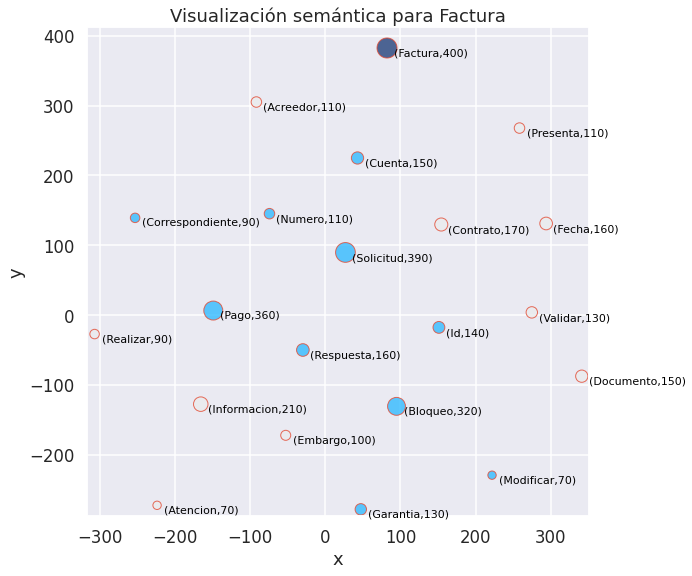 Visualización semántica para Factura
400
(Factura,400)
300
(Acreedor,110)
(Presenta,110)
200
(Cuenta,150)
(Correspondiente,90)
(Numero,110)
(Contrato,170)
(Fecha,160)
100
(Solicitud,390)
y
0
(Pago,360)
(Validar,130)
(Realizar,90)
(Id,140)
(Respuesta,160)
−100
(Documento,150)
(Informacion,210)
(Bloqueo,320)
(Embargo,100)
−200
(Modificar,70)
(Atencion,70)
(Garantia,130)
−300 −200 −100 0 100 200 300
x